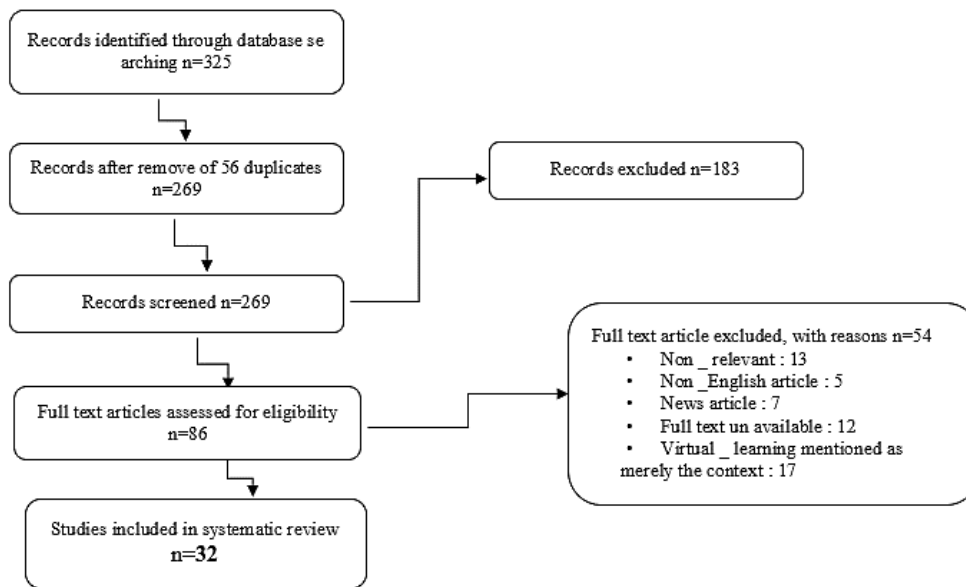 Records identified through database se
arching n=325
Records after remove of 56 duplicates
n=269
Records excluded n=183
Records screened n=269
Full text article excluded, with reasons n=54
• Non _ relevant : 13
• Non _English article : 5
• News article : 7
• Full text un available : 12
• Virtual _ learning mentioned as
merely the context : 17
Full text articles assessed for eligibility
n=86
Studies included in systematic review
n=32